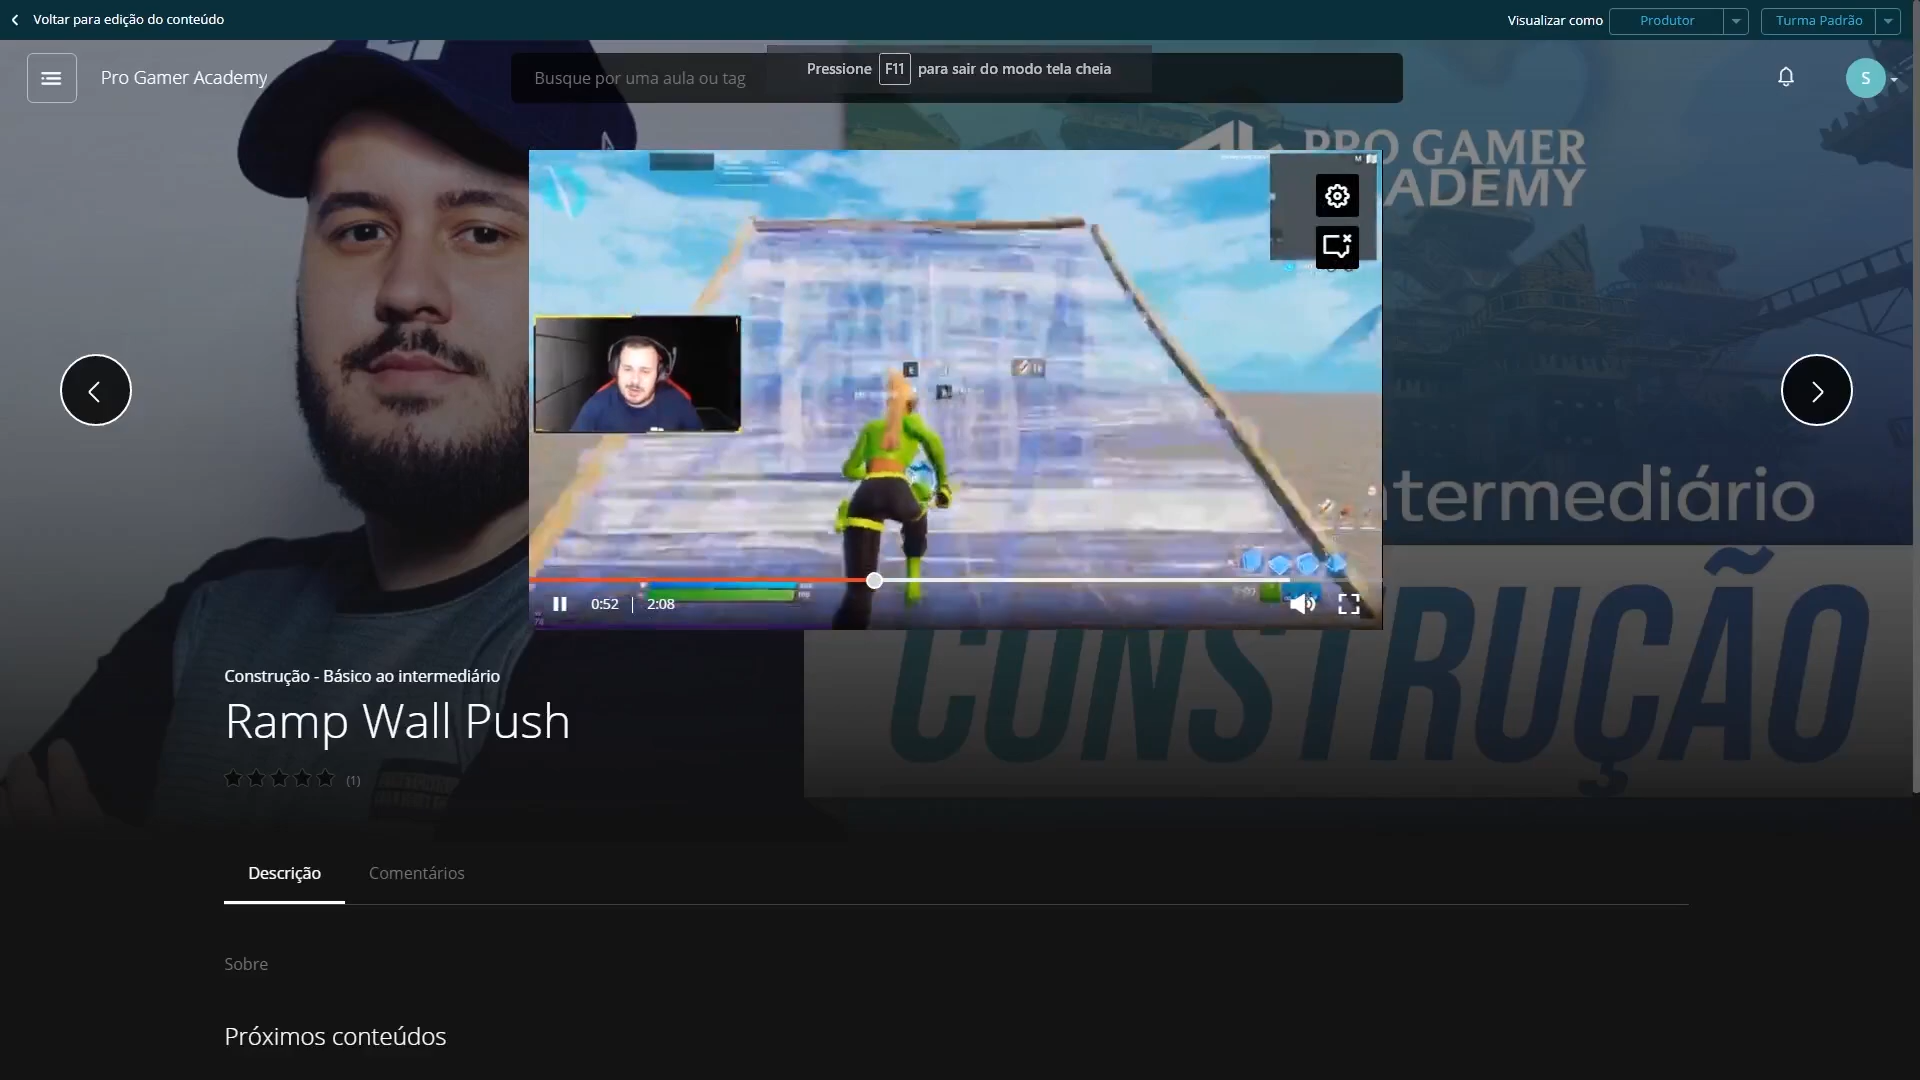 Voltar para edição do conteúdo
Visualizar como
Produtor
Turma Padrão
Pro Gamer Academy
Busque por uma aula ou tag
Pressione F11 para sair do modo tela cheia
S
PRO GAMER
ADEMY
ntermediário
0:52 | 2:08
CONSTRUÇÃO
Construção - Básico ao intermediário
Ramp Wall Push
(1)
Descrição
Comentários
Sobre
Próximos conteúdos